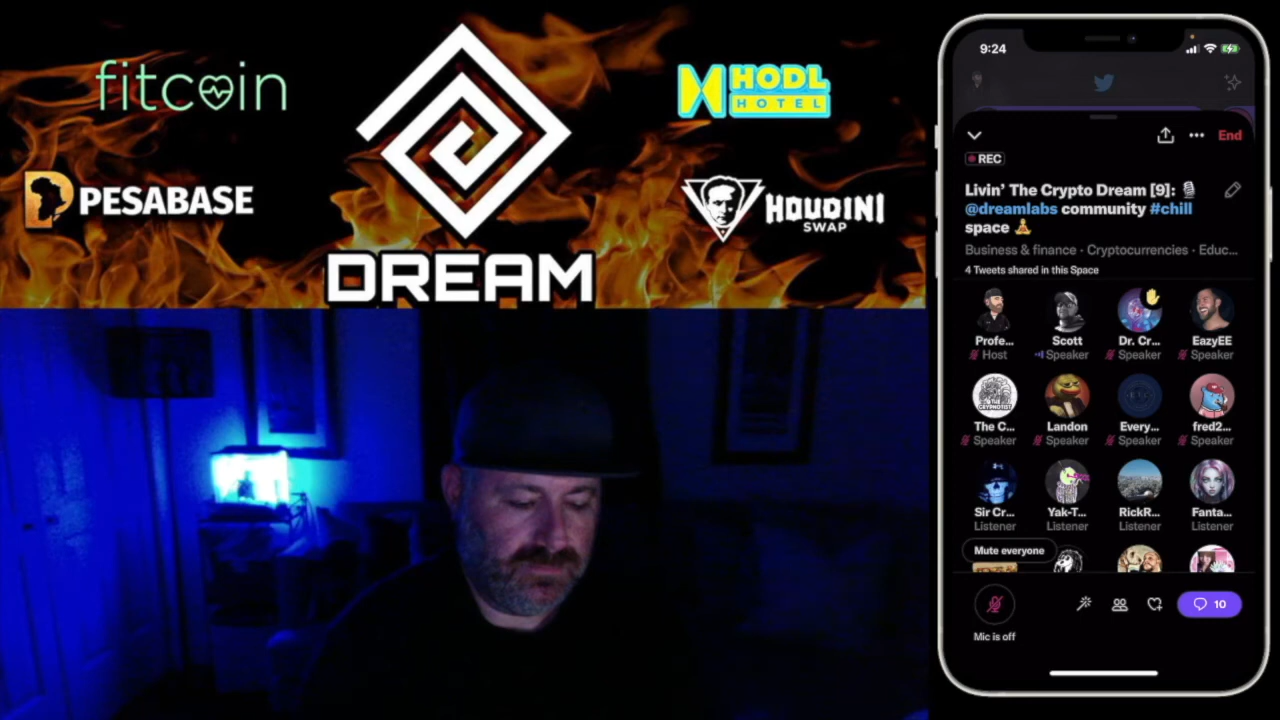 fitcoin
HODL
HOTEL
PESABASE
HOUDINI
SWAP
DREAM
9:24
End
REC
Livin' The Crypto Dream [9]: 🎙️
@dreamlabs community #chill
space 🧘
Business & finance · Cryptocurrencies · Educ...
4 Tweets shared in this Space
Profe... Scott Dr. Cr... EazyEE
Host Speaker Speaker Speaker
The C... Landon Every... fred2...
Speaker Speaker Speaker Speaker
Sir Cr... Yak-T... RickR... Fanta...
Listener Listener Listener Listener
Mute everyone
10
Mic is off